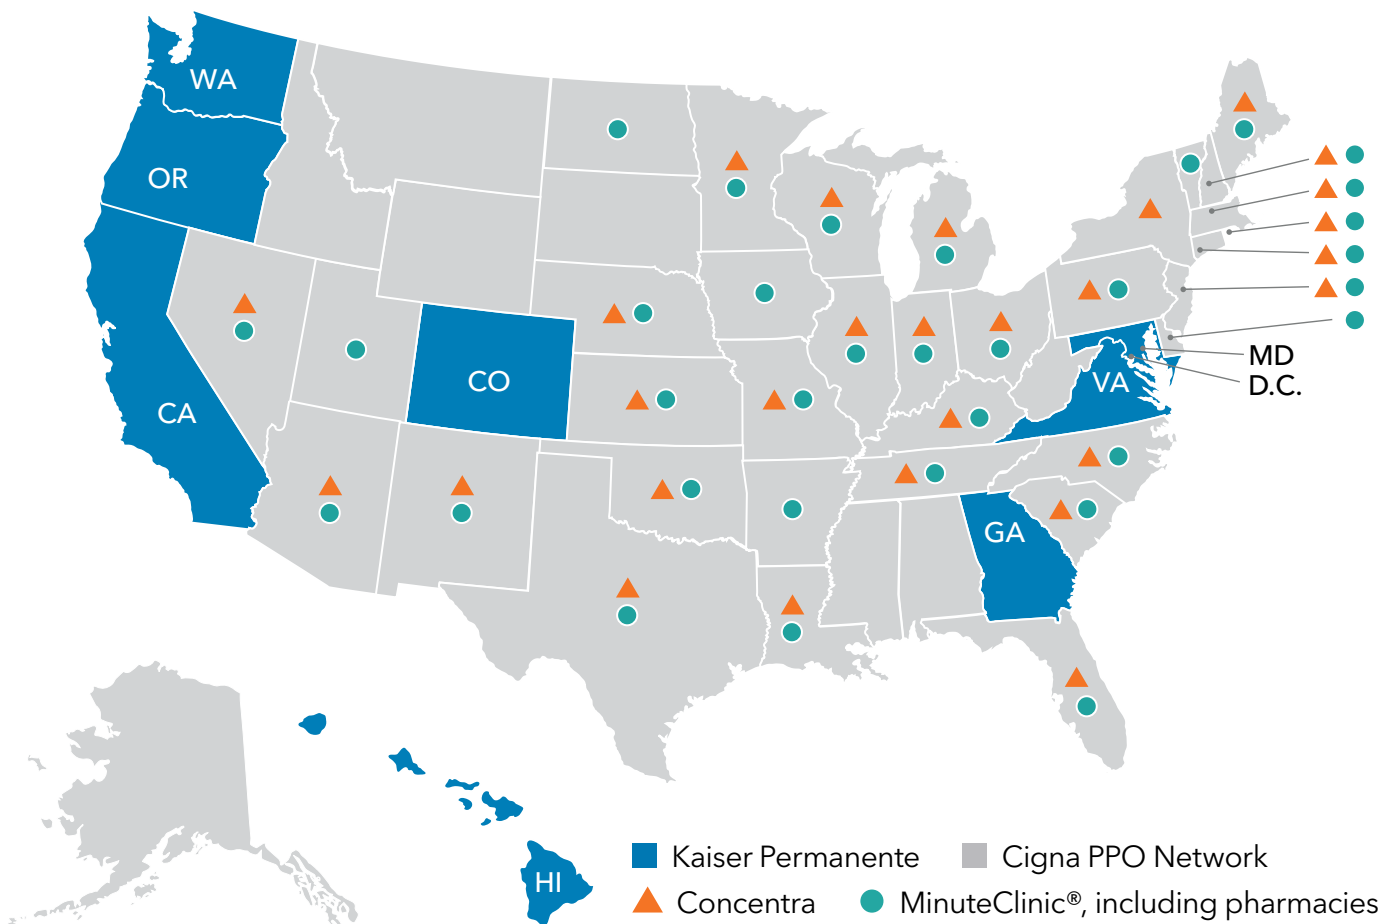 WA
OR
CA
CO
MD
VA
D.C.
GA
HI
Kaiser Permanente
Cigna PPO Network
Concentra
MinuteClinic®, including pharmacies